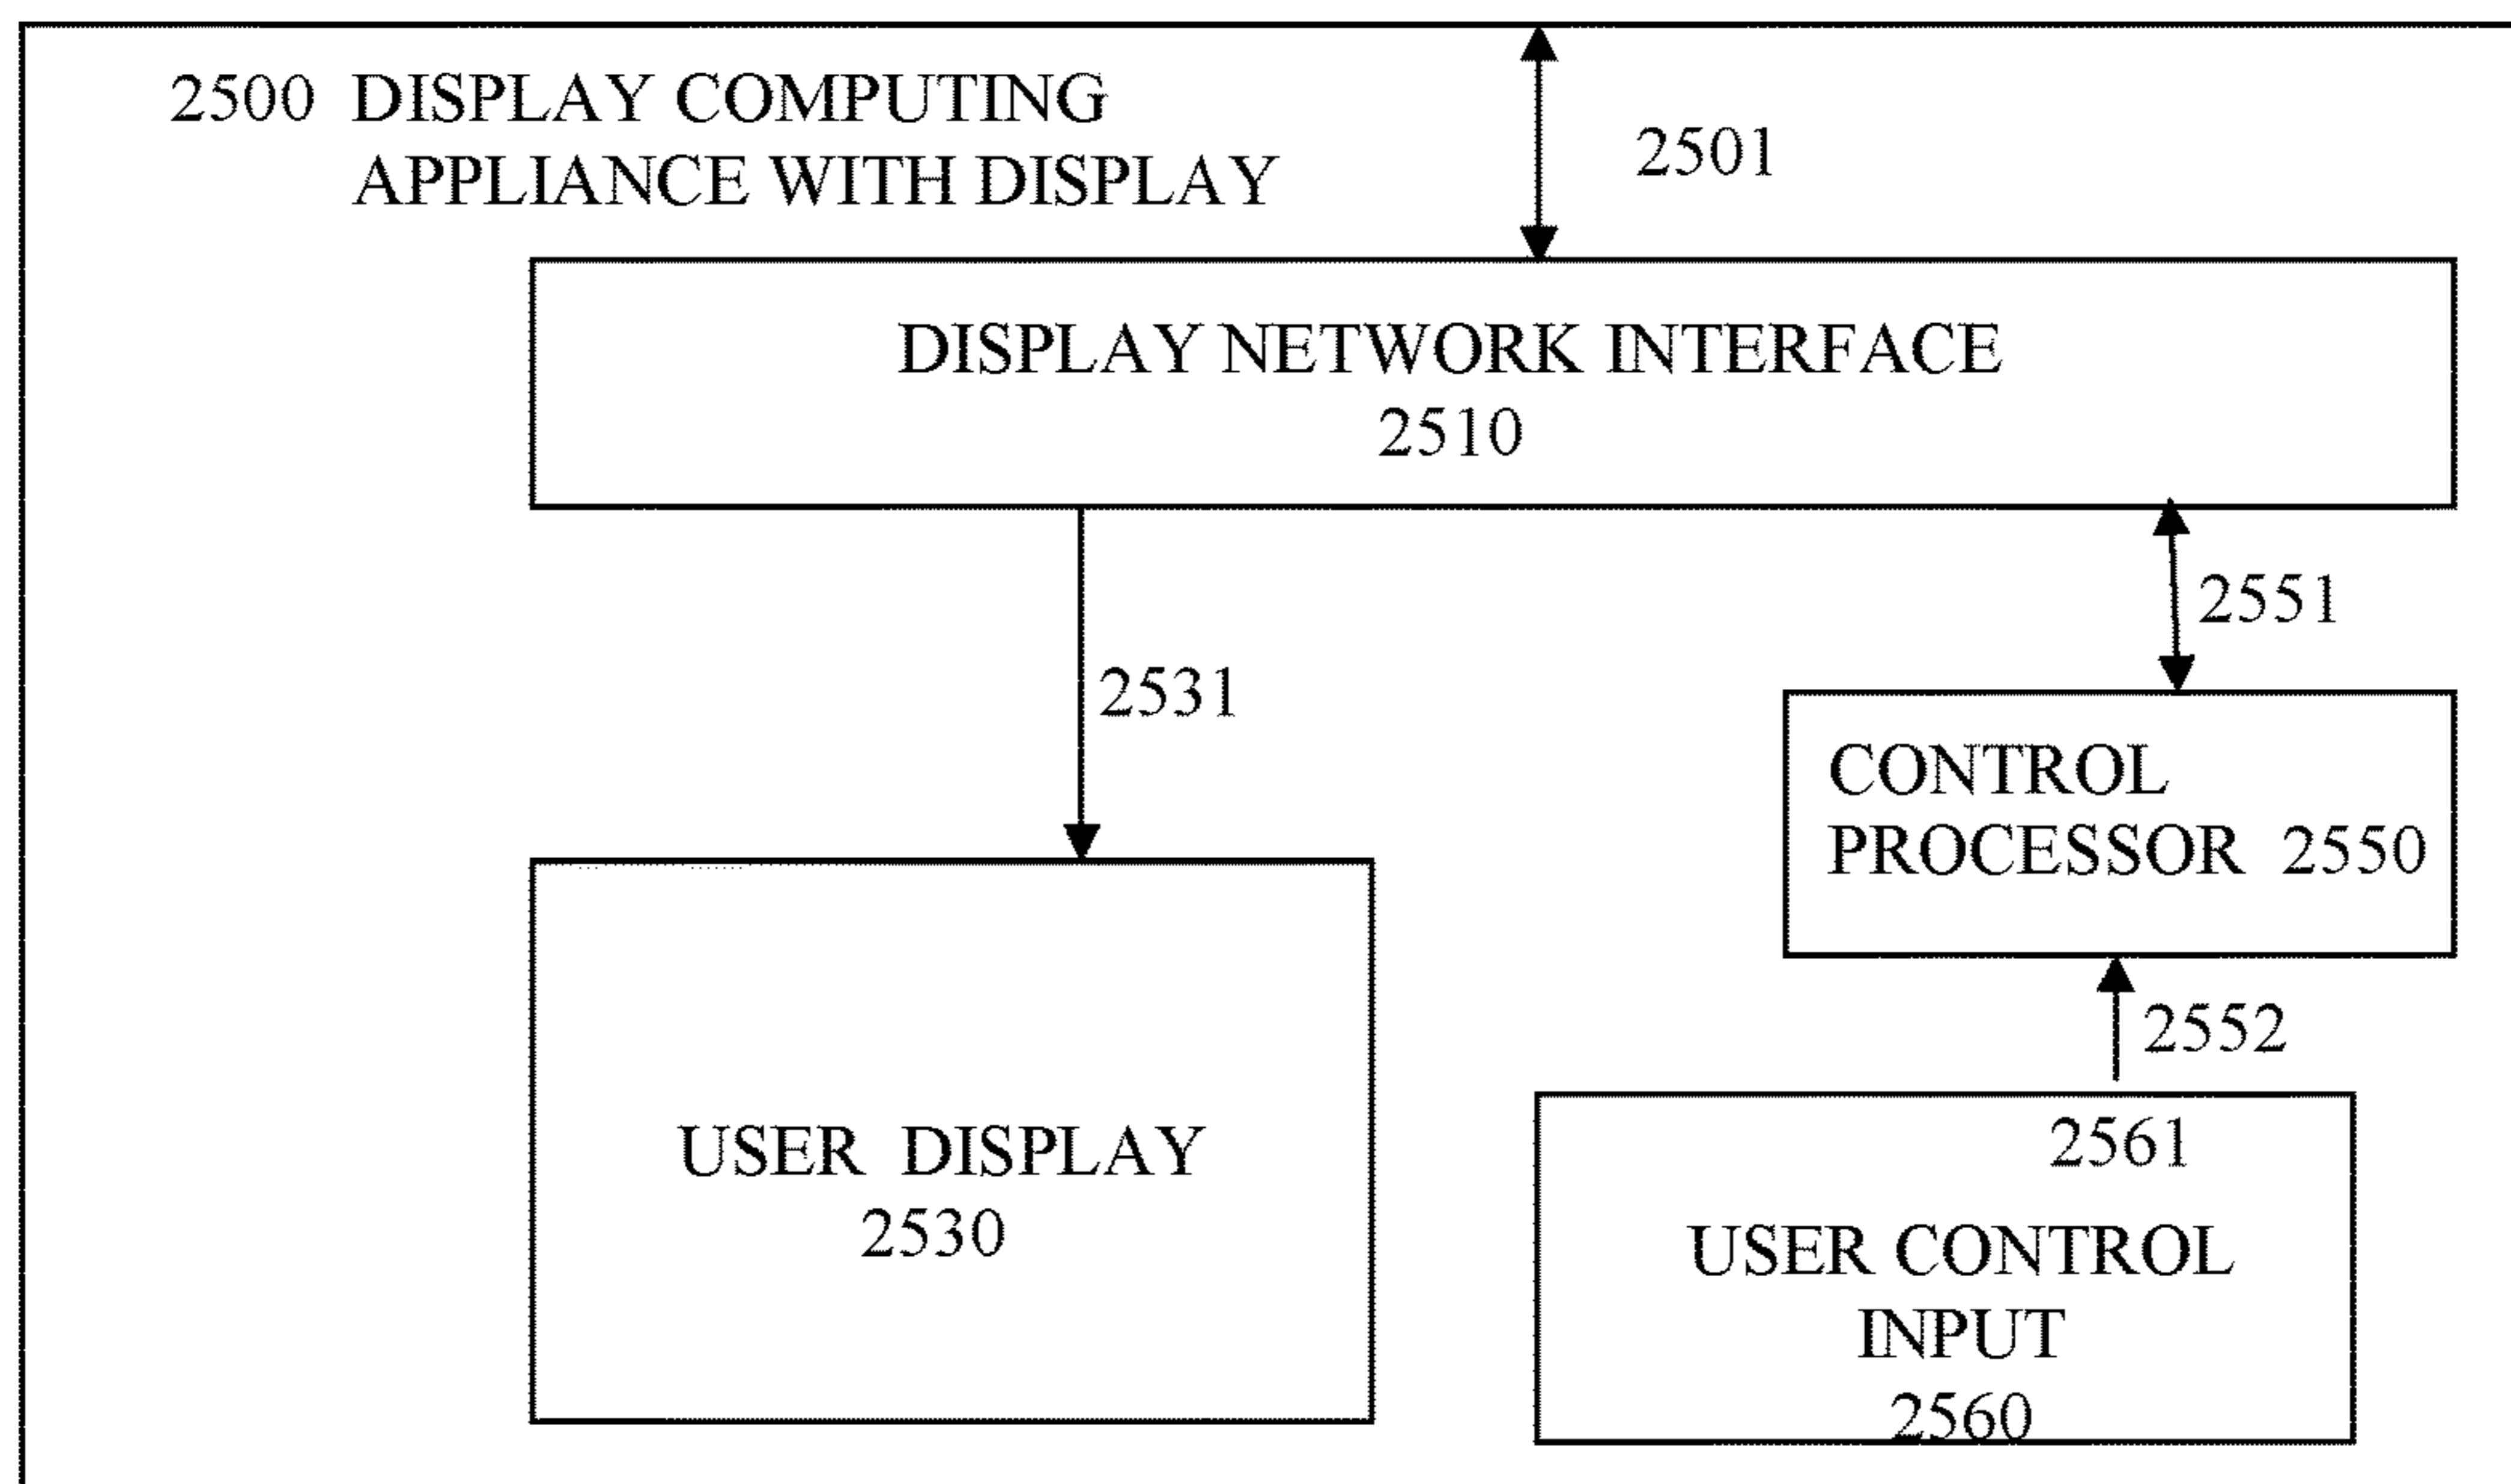 2500 DISPLAY COMPUTING
APPLIANCE WITH DISPLAY
2501
DISPLAY NETWORK INTERFACE
2510
2551
2531
CONTROL
PROCESSOR 2550
2552
2561
USER DISPLAY
2530
USER CONTROL
INPUT
2560